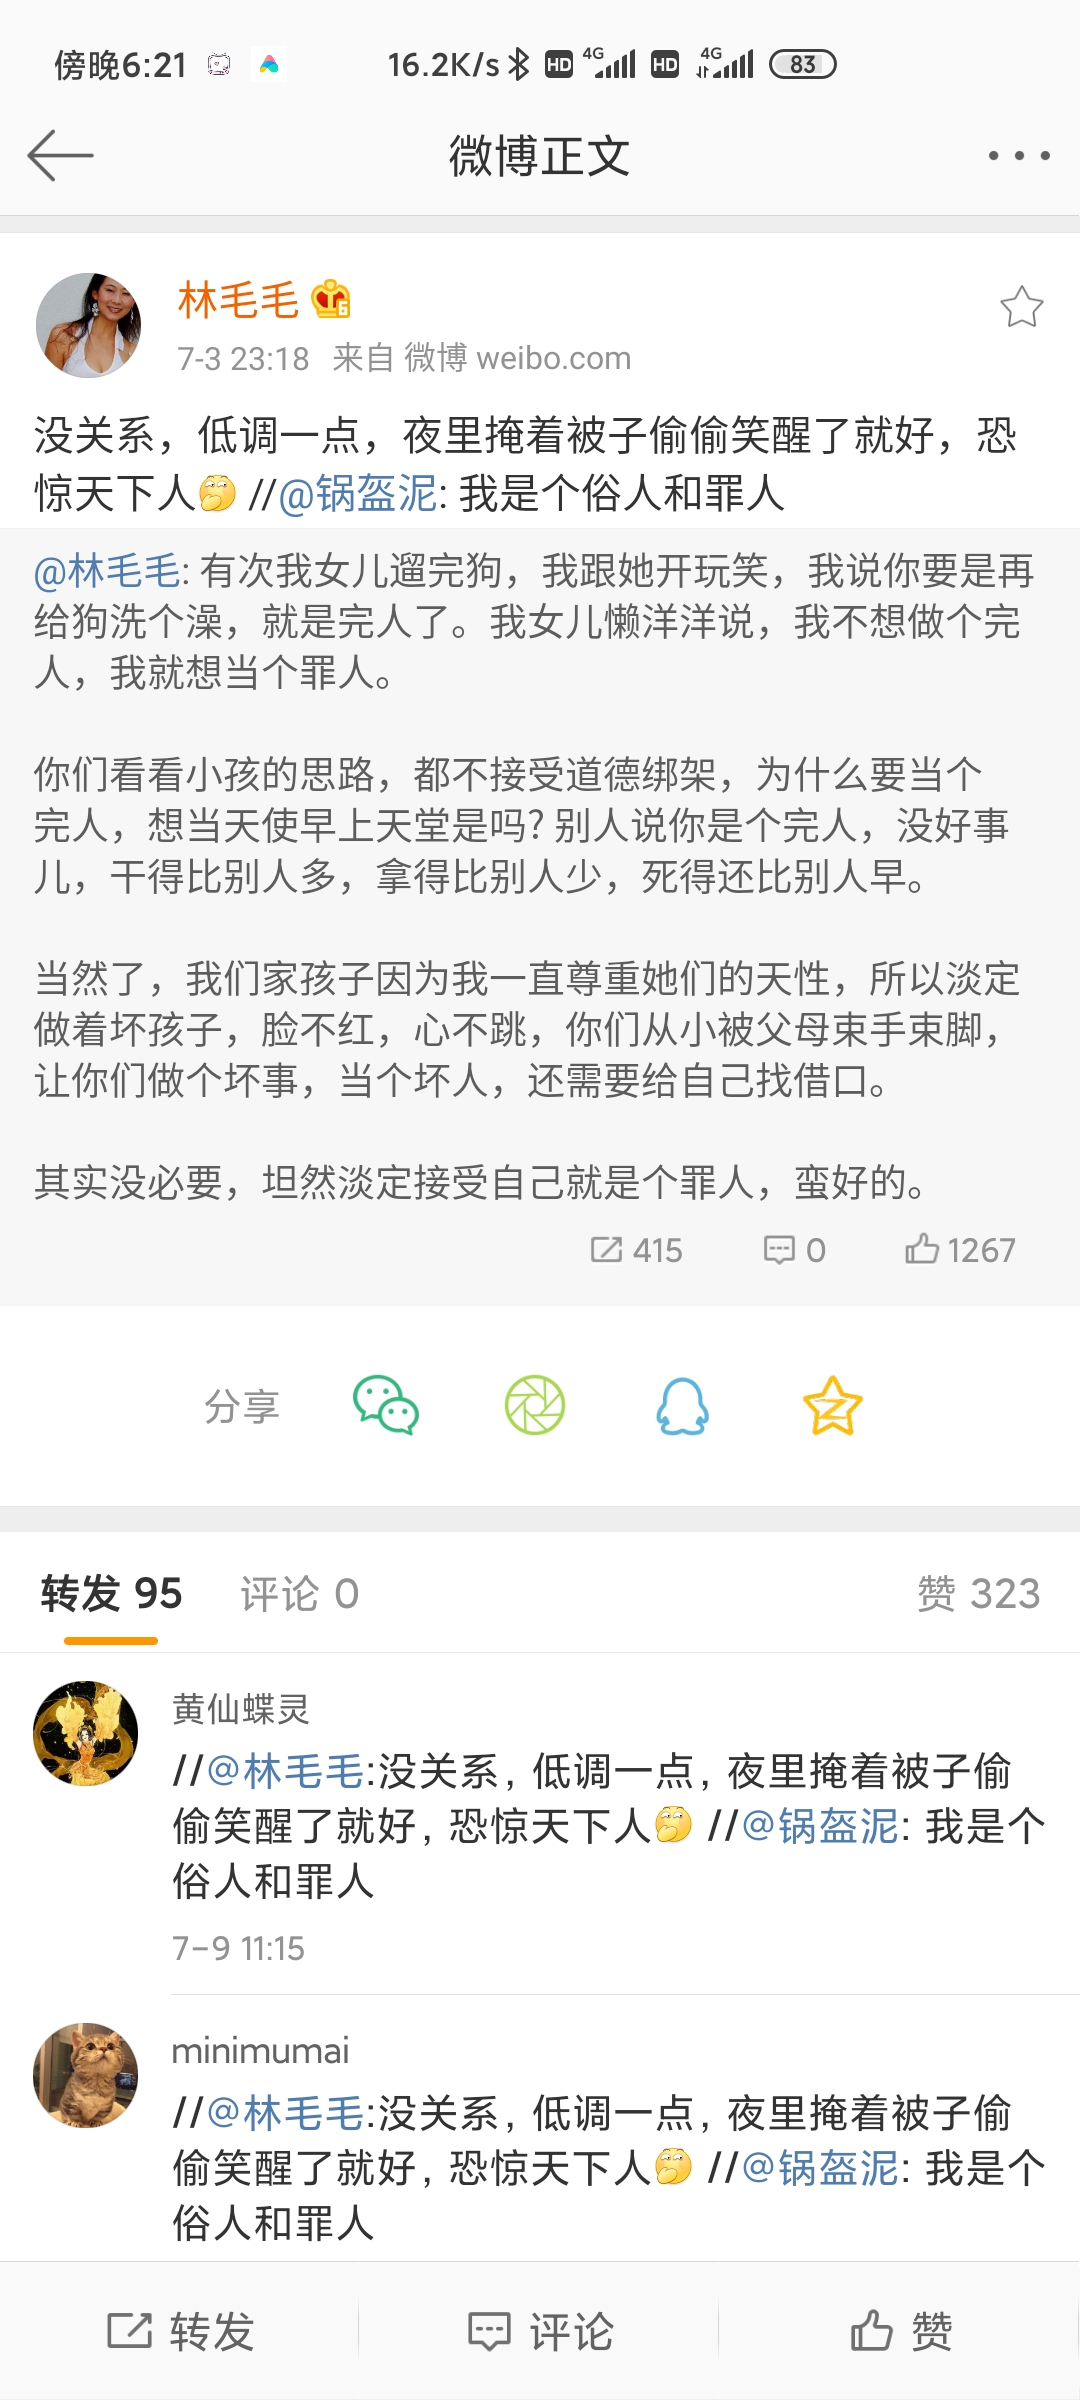 傍晚6:21 16.2K/s HD 4G HD 4G 83
微博正文
林毛毛 6
7-3 23:18 来自 微博 weibo.com
没关系，低调一点，夜里掩着被子偷偷笑醒了就好，恐
惊天下人🤭 //@锅盔泥: 我是个俗人和罪人
@林毛毛: 有次我女儿遛完狗，我跟她开玩笑，我说你要是再
给狗洗个澡，就是完人了。我女儿懒洋洋说，我不想做个完
人，我就想当个罪人。
你们看看小孩的思路，都不接受道德绑架，为什么要当个
完人，想当天使早上天堂是吗? 别人说你是个完人，没好事
儿，干得比别人多，拿得比别人少，死得还比别人早。
当然了，我们家孩子因为我一直尊重她们的天性，所以淡定
做着坏孩子，脸不红，心不跳，你们从小被父母束手束脚，
让你们做个坏事，当个坏人，还需要给自己找借口。
其实没必要，坦然淡定接受自己就是个罪人，蛮好的。
415 0 1267
分享
转发 95 评论 0 赞 323
黄仙蝶灵
//@林毛毛:没关系, 低调一点, 夜里掩着被子偷
偷笑醒了就好, 恐惊天下人🤭 //@锅盔泥: 我是个
俗人和罪人
7-9 11:15
minimumai
//@林毛毛:没关系, 低调一点, 夜里掩着被子偷
偷笑醒了就好, 恐惊天下人🤭 //@锅盔泥: 我是个
俗人和罪人
转发 评论 赞